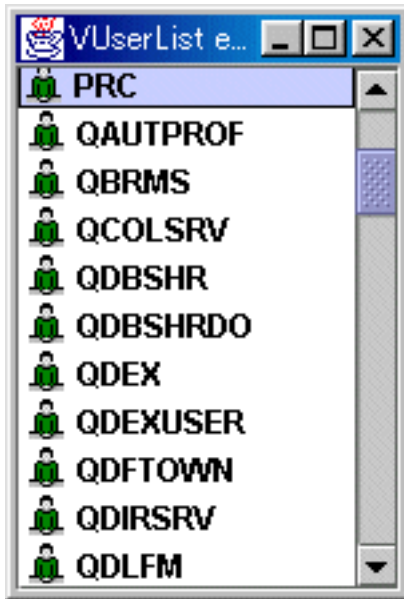 VUserList e...
PRC
QAUTPROF
QBRMS
QCOLSRV
QDBSHR
QDBSHRDO
QDEX
QDEXUSER
QDFTOWN
QDIRSRV
QDLFM